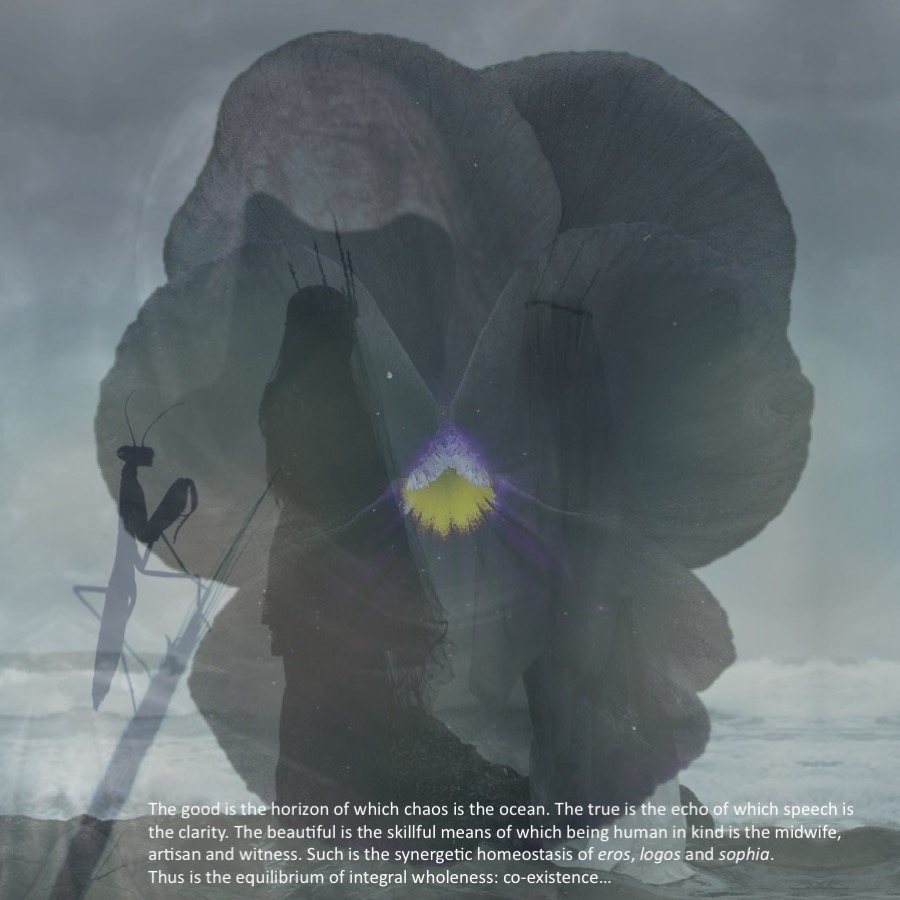 The good is the horizon of which chaos is the ocean. The true is the echo of which speech is
the clarity. The beautiful is the skillful means of which being human in kind is the midwife,
artisan and witness. Such is the synergetic homeostasis of eros, logos and sophia.
Thus is the equilibrium of integral wholeness: co-existence...